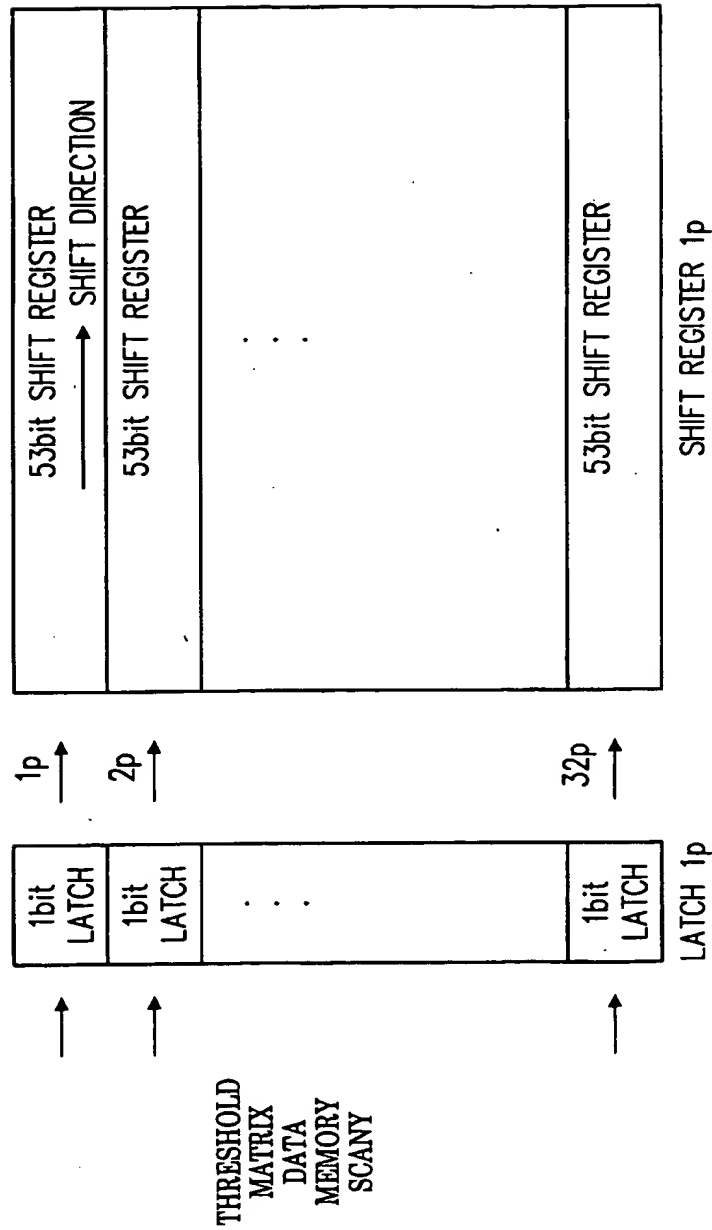 THRESHOLD
MATRIX
DATA
MEMORY
SCANY
1bit
LATCH
1bit
LATCH
1bit
LATCH
LATCH 1p
1p
2p
32p
53bit SHIFT REGISTER
SHIFT DIRECTION
53bit SHIFT REGISTER
53bit SHIFT REGISTER
SHIFT REGISTER 1p